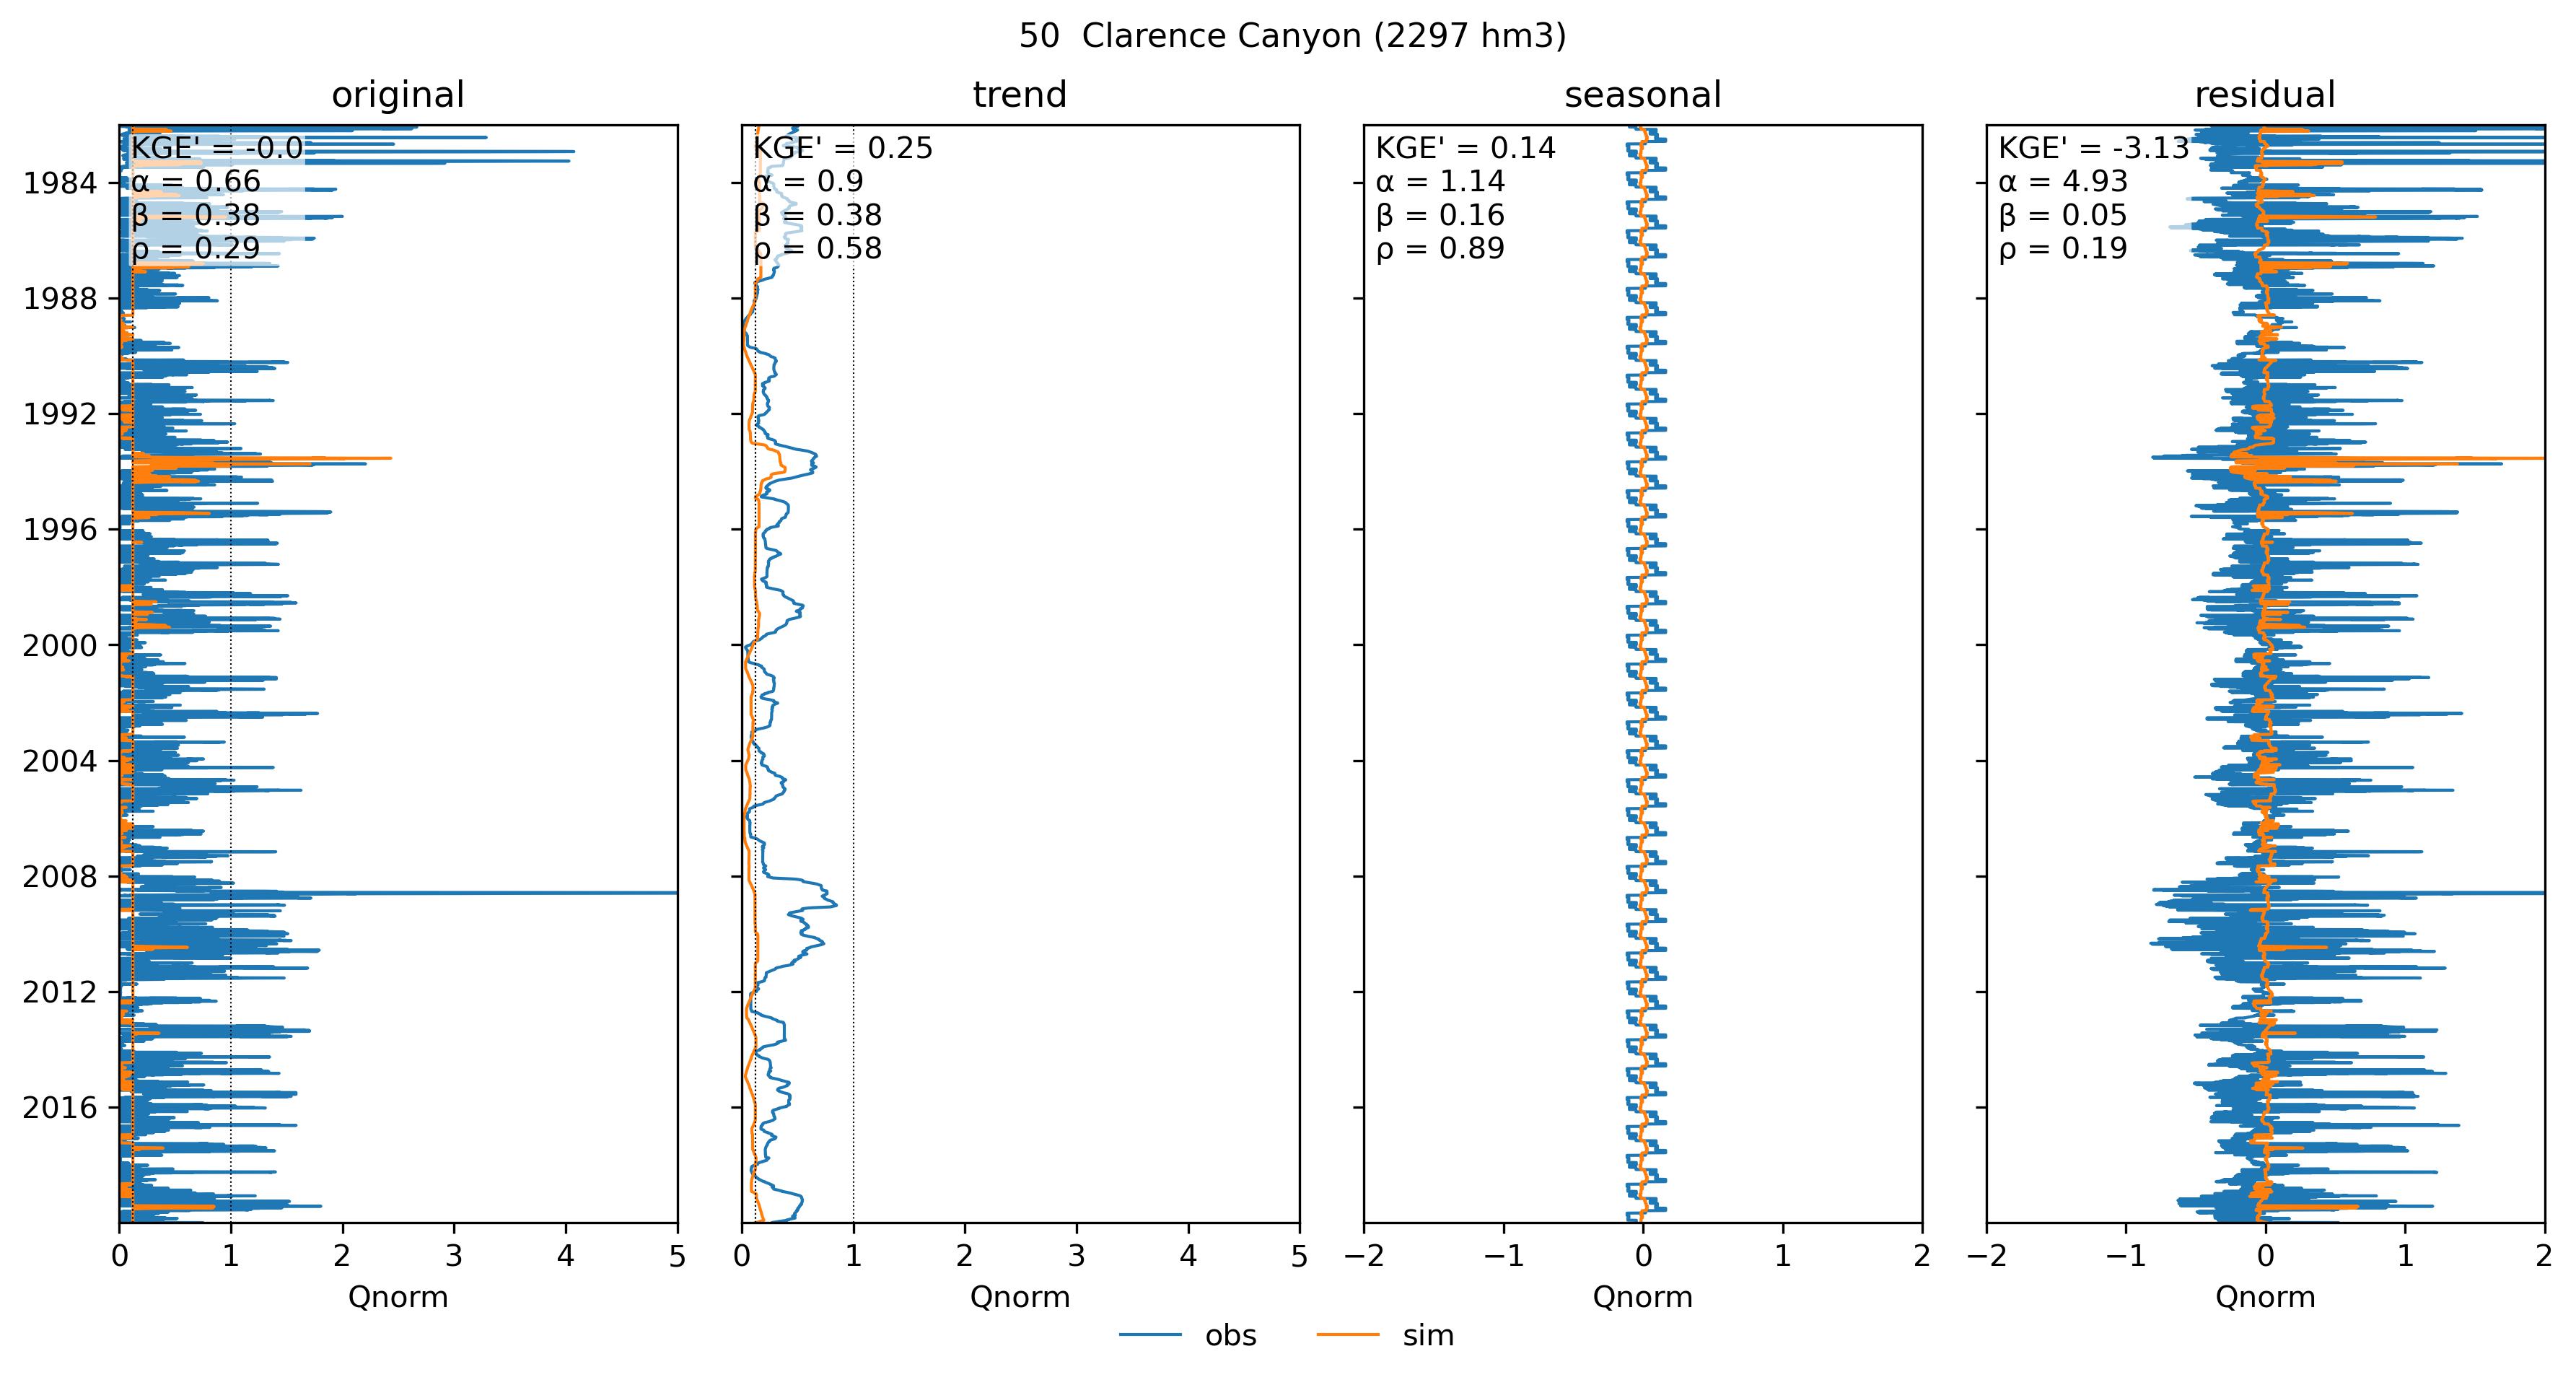 50  Clarence Canyon (2297 hm3)
original
trend
seasonal
residual
KGE' = -0.0
α = 0.66
β = 0.38
ρ = 0.29
KGE' = 0.25
α = 0.9
β = 0.38
ρ = 0.58
KGE' = 0.14
α = 1.14
β = 0.16
ρ = 0.89
KGE' = -3.13
α = 4.93
β = 0.05
ρ = 0.19
1984
1988
1992
1996
2000
2004
2008
2012
2016
0 1 2 3 4 5
0 1 2 3 4 5
−2 −1 0 1 2
−2 −1 0 1 2
Qnorm
Qnorm
Qnorm
Qnorm
obs
sim